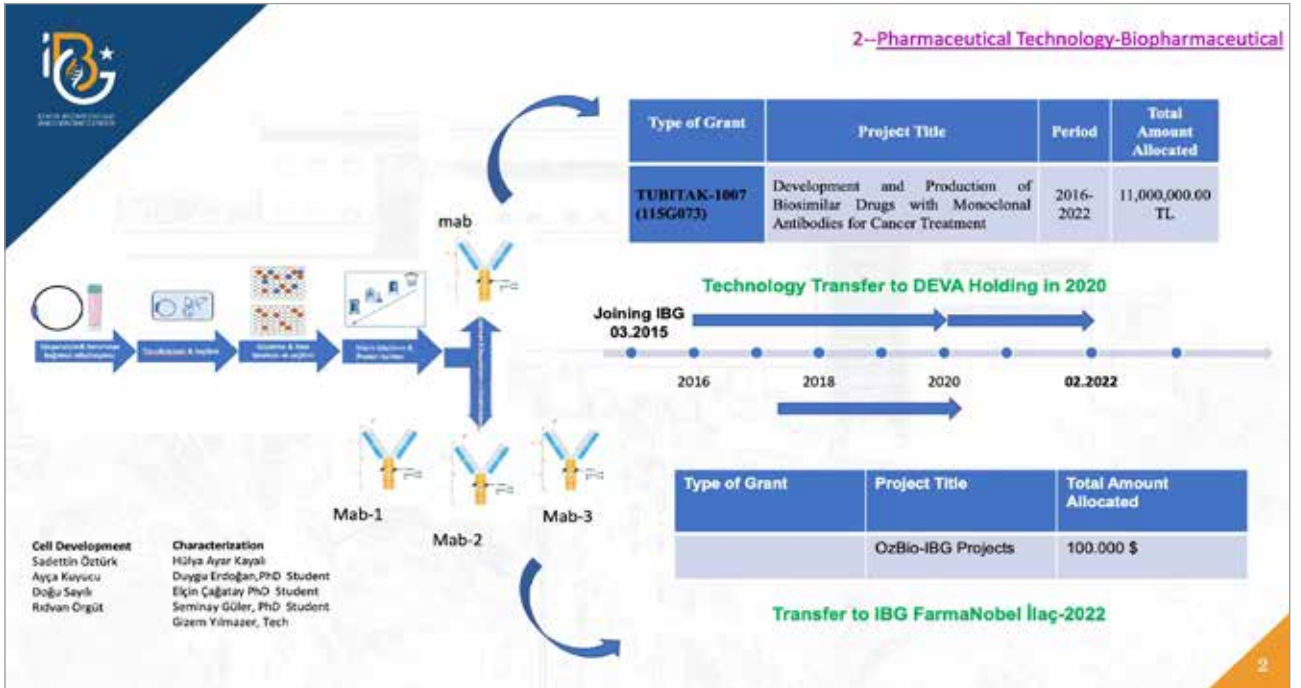 2--Pharmaceutical Technology-Biopharmaceutical
Type of Grant
Project Title
Period
Total
Amount
Allocated
TUBITAK-1007
(115G073)
Development and Production of
Biosimilar Drugs with Monoclonal
Antibodies for Cancer Treatment
2016-
2022
11,000,000.00
TL
mab
Technology Transfer to DEVA Holding in 2020
Joining IBG
03.2015
2016
2018
2020
02.2022
Mab-1
Mab-2
Mab-3
Type of Grant
Project Title
Total Amount
Allocated
OzBio-IBG Projects
100.000 $
Transfer to IBG FarmaNobel İlaç-2022
Cell Development
Sadettin Öztürk
Ayça Kuyucu
Doğu Sayılı
Rıdvan Örgüt
Characterization
Hülya Ayar Kayalı
Duygu Erdoğan,PhD Student
Elçin Çağatay PhD Student
Seminay Güler, PhD Student
Gizem Yılmazer, Tech
2